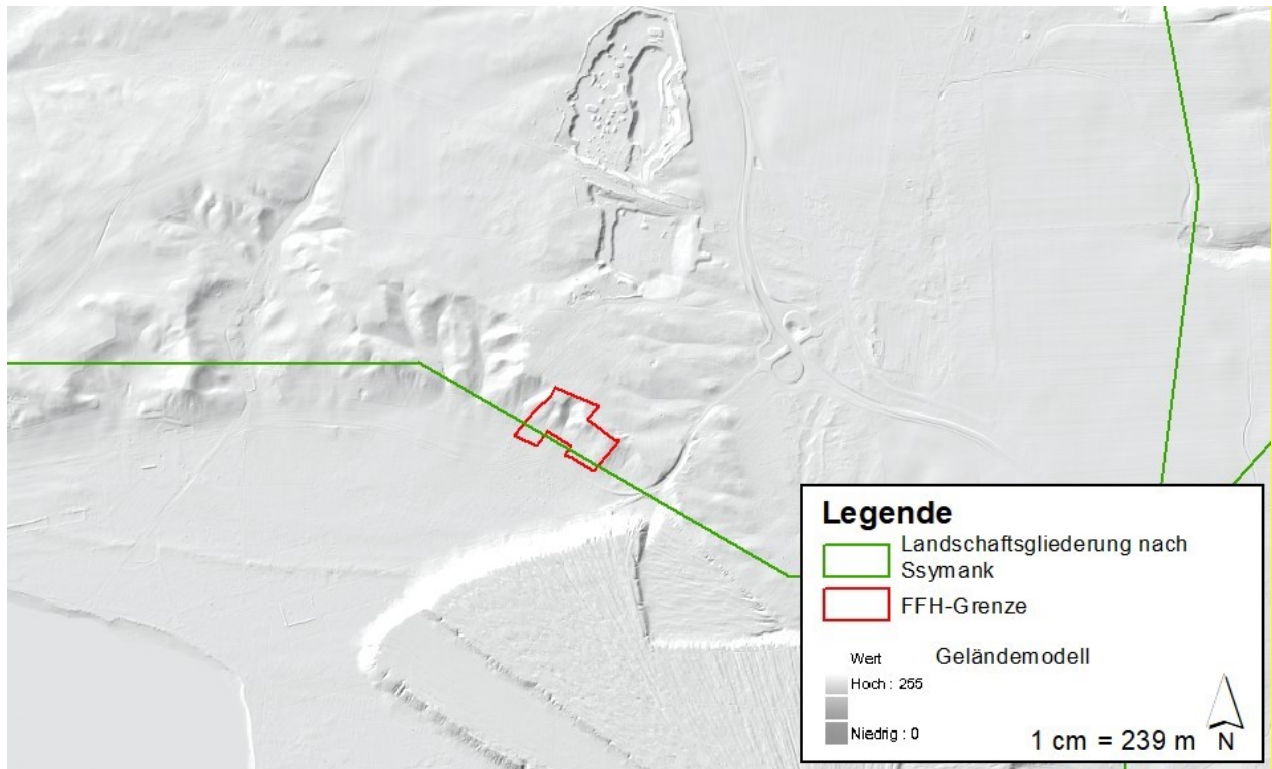 Legende
Landschaftsgliederung nach
Ssymank
FFH-Grenze
Wert Geländemodell
Hoch : 255
Niedrig : 0
1 cm = 239 m N